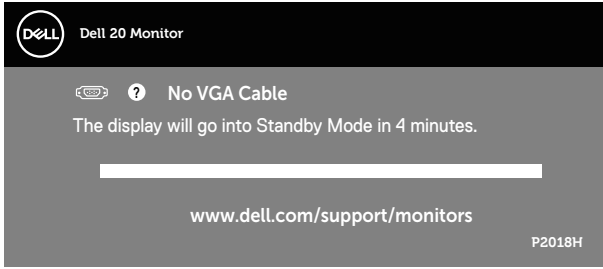 DELL
Dell 20 Monitor
? No VGA Cable
The display will go into Standby Mode in 4 minutes.
www.dell.com/support/monitors
P2018H